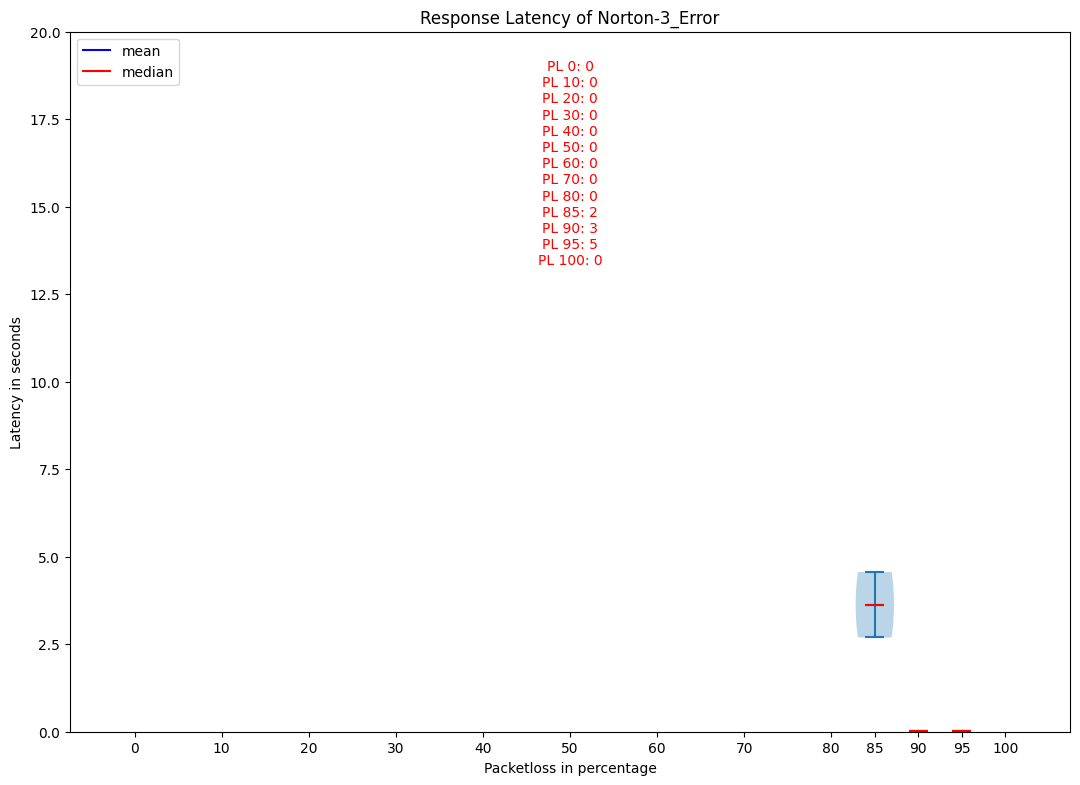 Response Latency of Norton-3_Error
mean
median
PL 0: 0
PL 10: 0
PL 20: 0
PL 30: 0
PL 40: 0
PL 50: 0
PL 60: 0
PL 70: 0
PL 80: 0
PL 85: 2
PL 90: 3
PL 95: 5
PL 100: 0
Latency in seconds
20.0
17.5
15.0
12.5
10.0
7.5
5.0
2.5
0.0
0 10 20 30 40 50 60 70 80 85 90 95 100
Packetloss in percentage